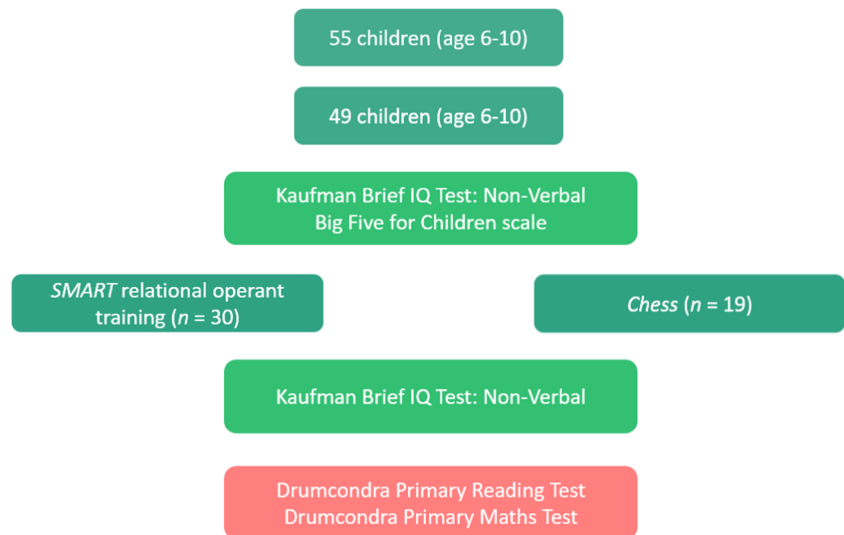 55 children (age 6-10)
49 children (age 6-10)
Kaufman Brief IQ Test: Non-Verbal
Big Five for Children scale
SMART relational operant
training (n = 30)
Chess (n = 19)
Kaufman Brief IQ Test: Non-Verbal
Drumcondra Primary Reading Test
Drumcondra Primary Maths Test